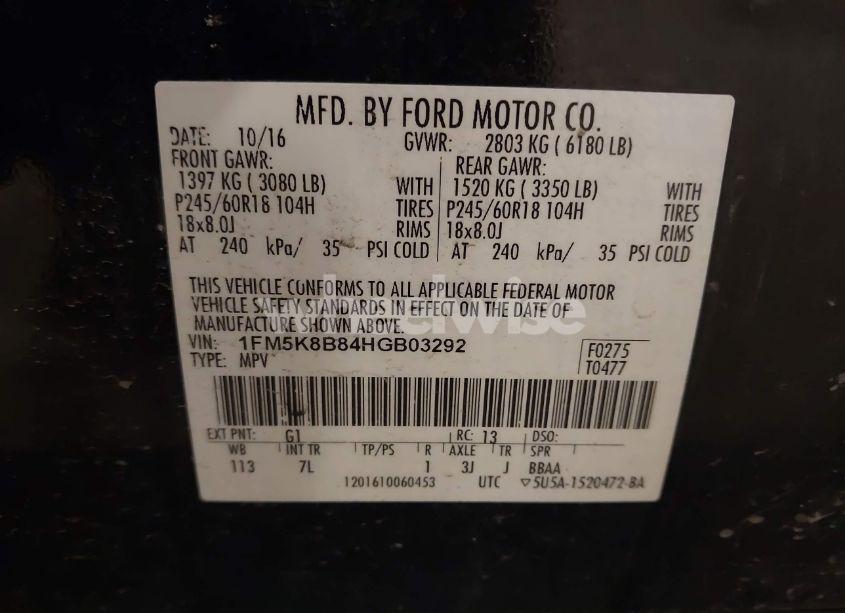 MFD. BY FORD MOTOR CO.
DATE: 10/16 GVWR: 2803 KG ( 6180 LB)
FRONT GAWR: REAR GAWR:
1397 KG ( 3080 LB) WITH 1520 KG ( 3350 LB) WITH
P245/60R18 104H TIRES P245/60R18 104H TIRES
18x8.0J RIMS 18x8.0J RIMS
AT 240 kPa/ 35 PSI COLD AT 240 kPa/ 35 PSI COLD
THIS VEHICLE CONFORMS TO ALL APPLICABLE FEDERAL MOTOR
VEHICLE SAFETY STANDARDS IN EFFECT ON THE DATE OF
MANUFACTURE SHOWN ABOVE.
VIN: 1FM5K8B84HGB03292 F0275
TYPE: MPV T0477
EXT PNT: G1 RC: 13 DSO:
WB INT TR TP/PS R AXLE TR SPR
113 7L 1 3J J BBAA
1201610060453 UTC ▽5U5A-1520472-BA